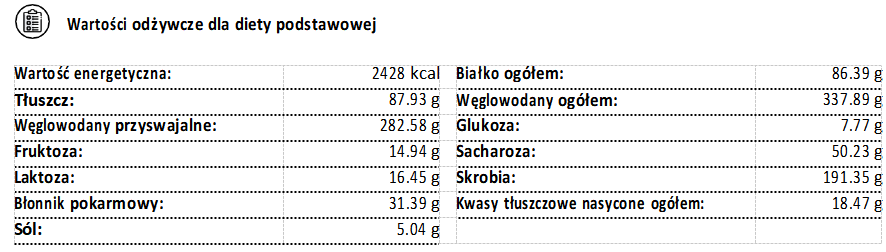 Wartości odżywcze dla diety podstawowej
Wartość energetyczna: 2428 kcal Białko ogółem: 86.39 g
Tłuszcz: 87.93 g Węglowodany ogółem: 337.89 g
Węglowodany przyswajalne: 282.58 g Glukoza: 7.77 g
Fruktoza: 14.94 g Sacharoza: 50.23 g
Laktoza: 16.45 g Skrobia: 191.35 g
Błonnik pokarmowy: 31.39 g Kwasy tłuszczowe nasycone ogółem: 18.47 g
Sól: 5.04 g